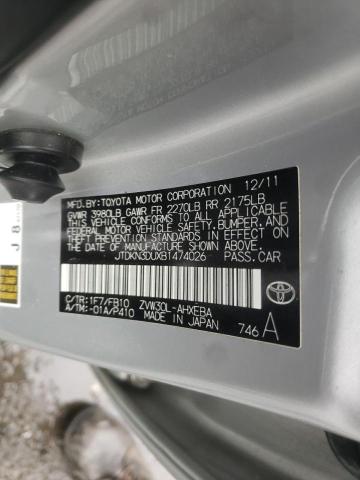 MFD.BY:TOYOTA MOTOR CORPORATION 12/11
GVWR 3980LB GAWR FR 2270LB RR 2175LB
THIS VEHICLE CONFORMS TO ALL APPLICABLE
FEDERAL MOTOR VEHICLE SAFETY, BUMPER, AND
THEFT PREVENTION STANDARDS IN EFFECT ON
THE DATE OF MANUFACTURE SHOWN ABOVE.
JTDKN3DUXB1474026 PASS.CAR
C/TR:1F7/FB10 ZVW30L-AHXEBA
A/TM:-01A/P410 MADE IN JAPAN
746A
J8